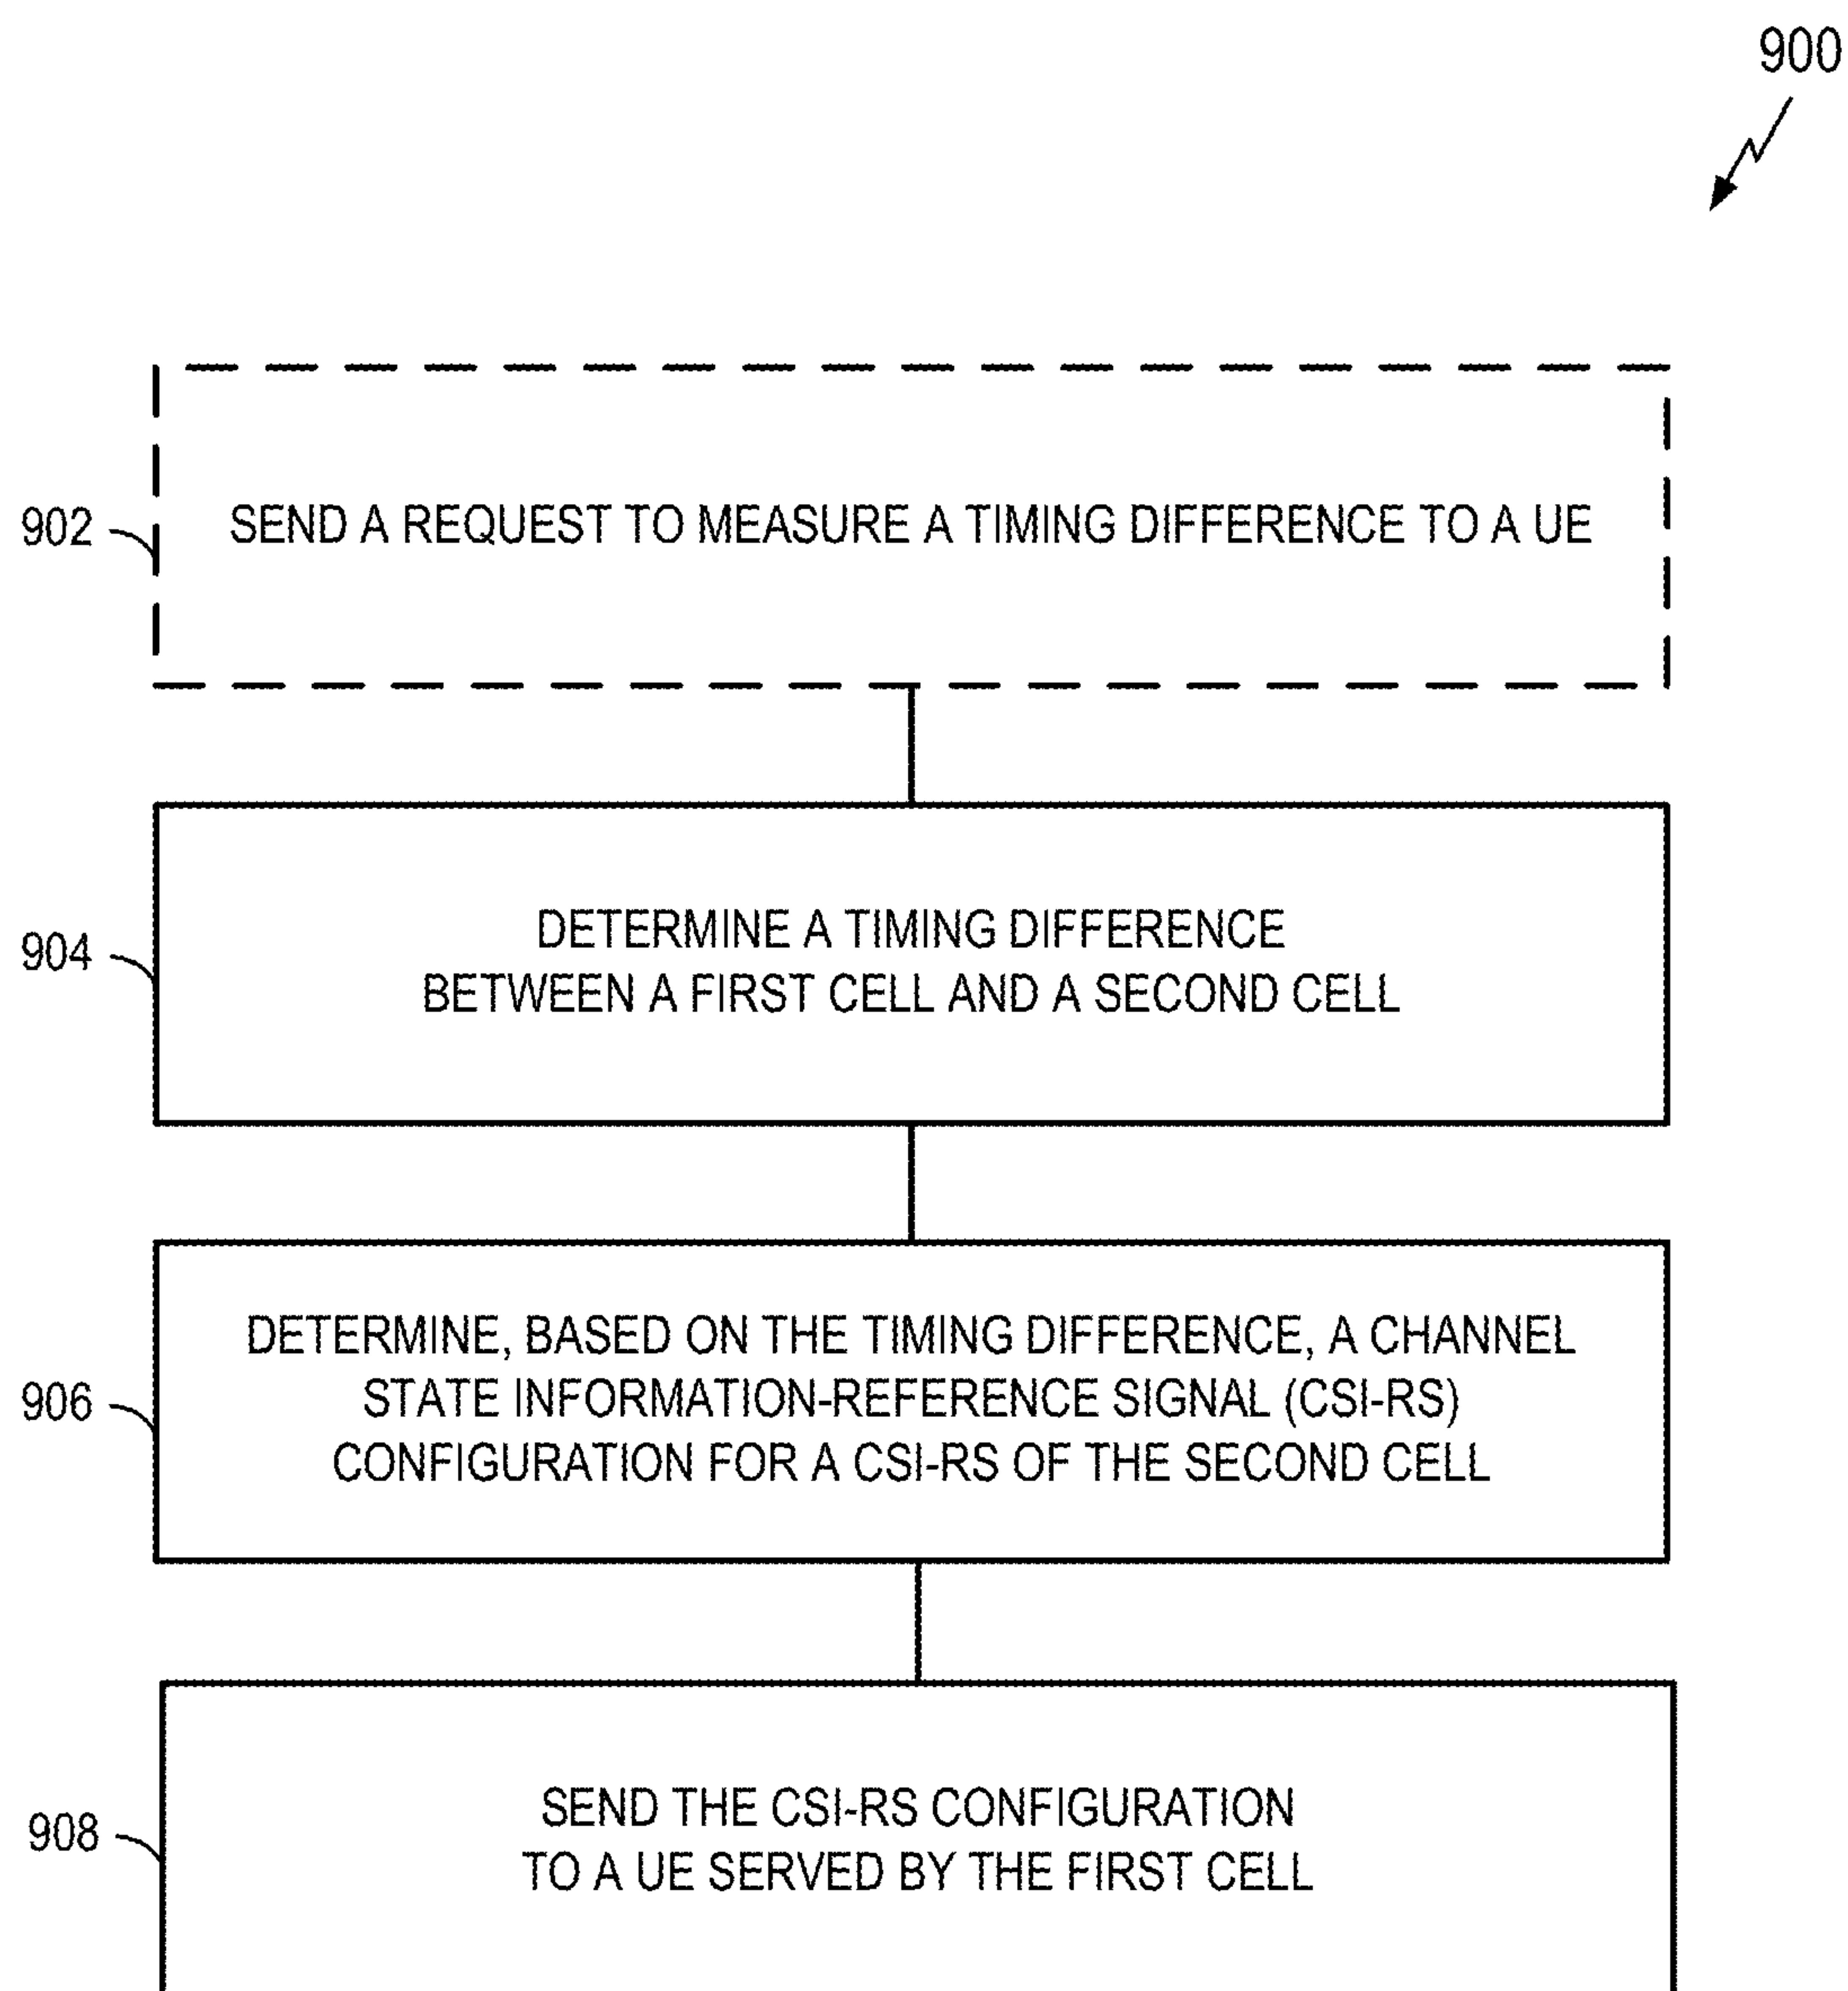 900
902
SEND A REQUEST TO MEASURE A TIMING DIFFERENCE TO A UE
904
DETERMINE A TIMING DIFFERENCE
BETWEEN A FIRST CELL AND A SECOND CELL
906
DETERMINE, BASED ON THE TIMING DIFFERENCE, A CHANNEL
STATE INFORMATION-REFERENCE SIGNAL (CSI-RS)
CONFIGURATION FOR A CSI-RS OF THE SECOND CELL
908
SEND THE CSI-RS CONFIGURATION
TO A UE SERVED BY THE FIRST CELL